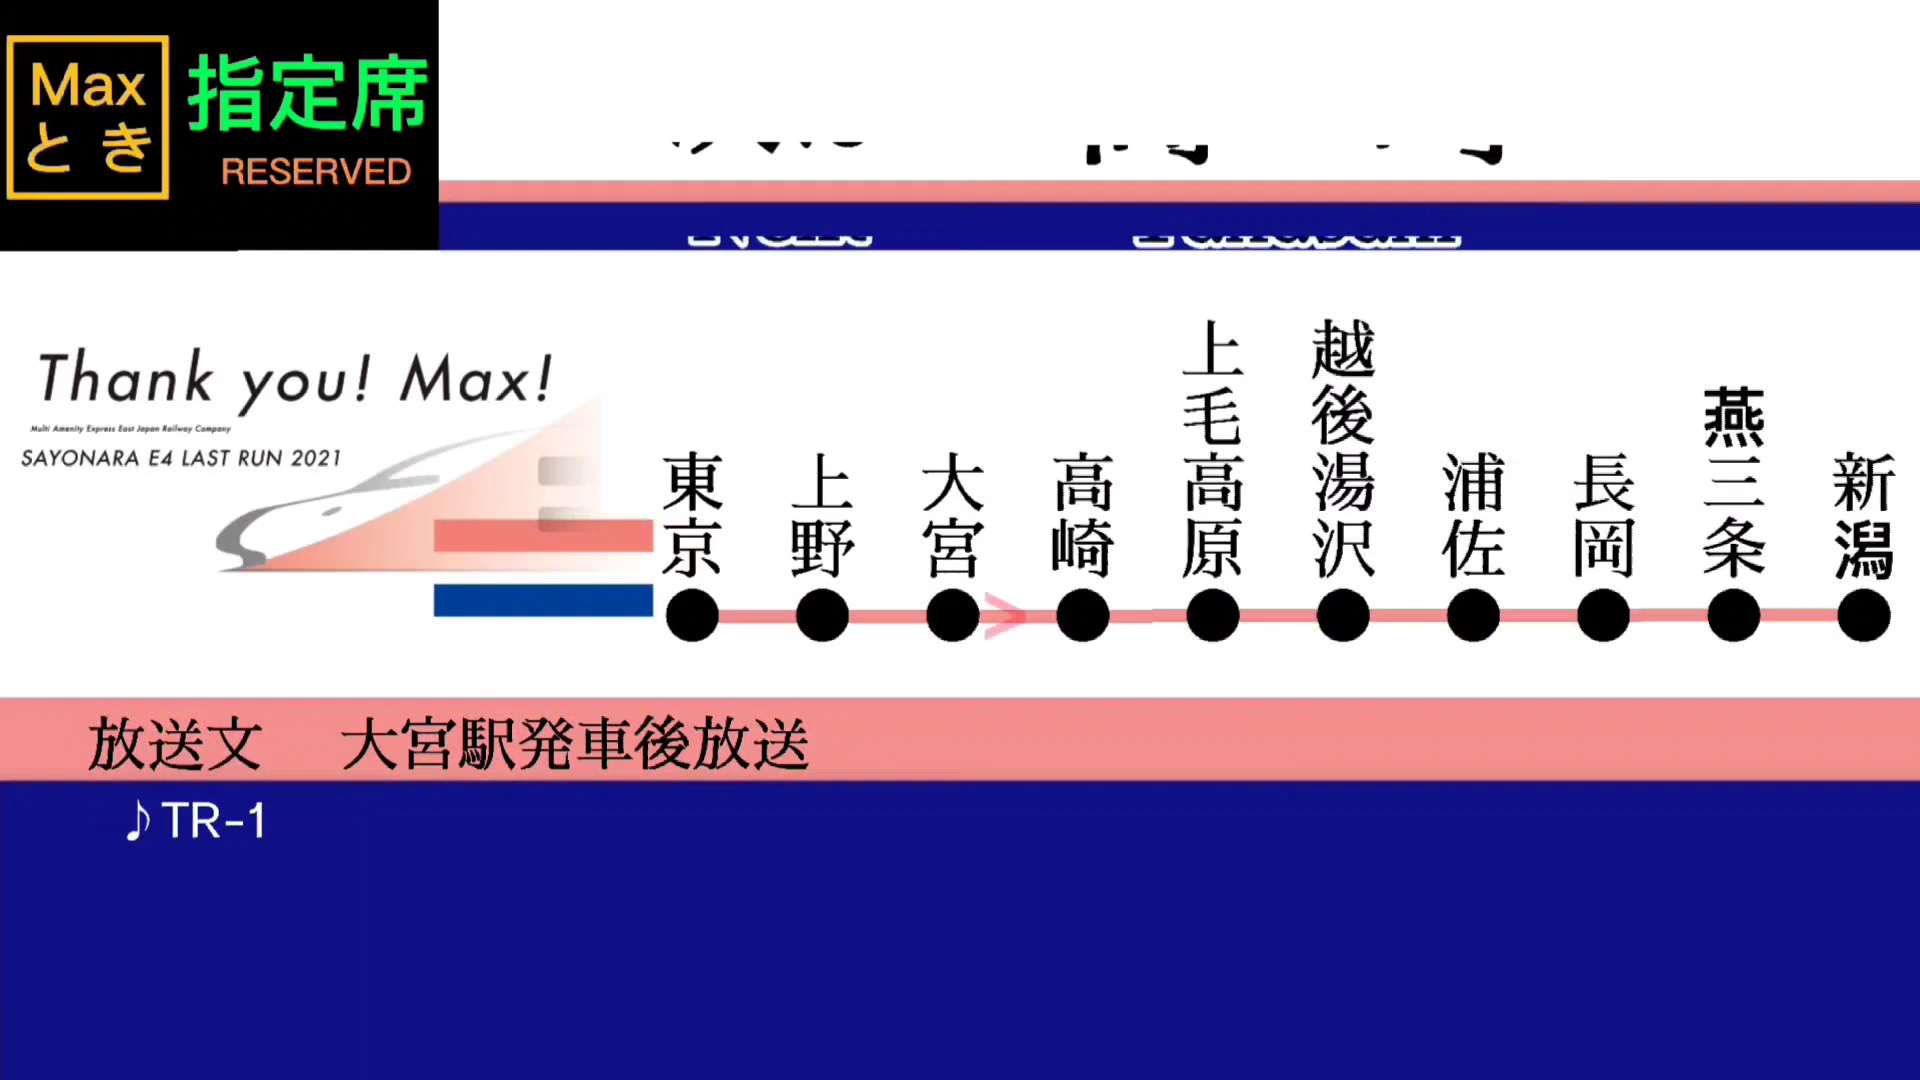 Max
とき
指定席
RESERVED
Thank you! Max!
Multi Amenity Express East Japan Railway Company
SAYONARA E4 LAST RUN 2021
東京
上野
大宮
>
高崎
上毛高原
越後湯沢
浦佐
長岡
燕三条
新潟
放送文 大宮駅発車後放送
♪TR-1